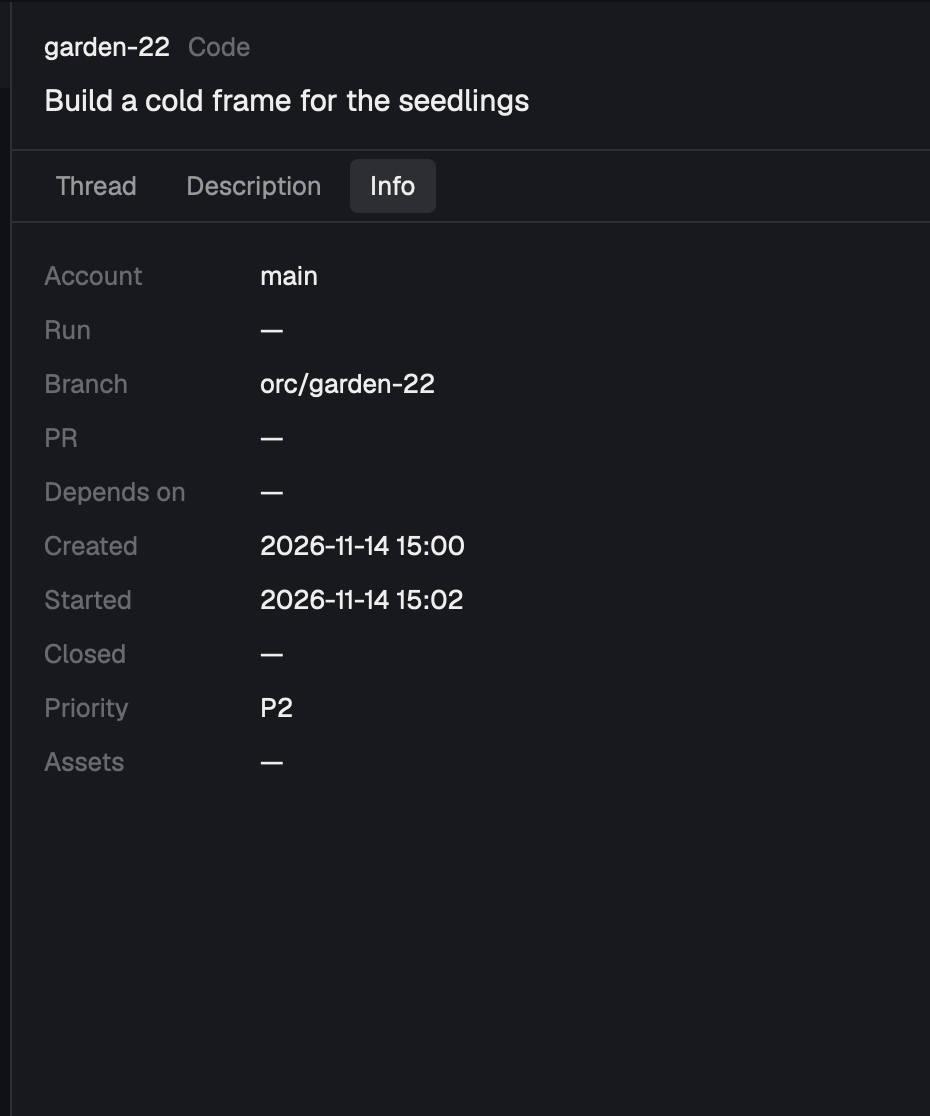 garden-22 Code
Build a cold frame for the seedlings
Thread Description Info
Account main
Run —
Branch orc/garden-22
PR —
Depends on —
Created 2026-11-14 15:00
Started 2026-11-14 15:02
Closed —
Priority P2
Assets —